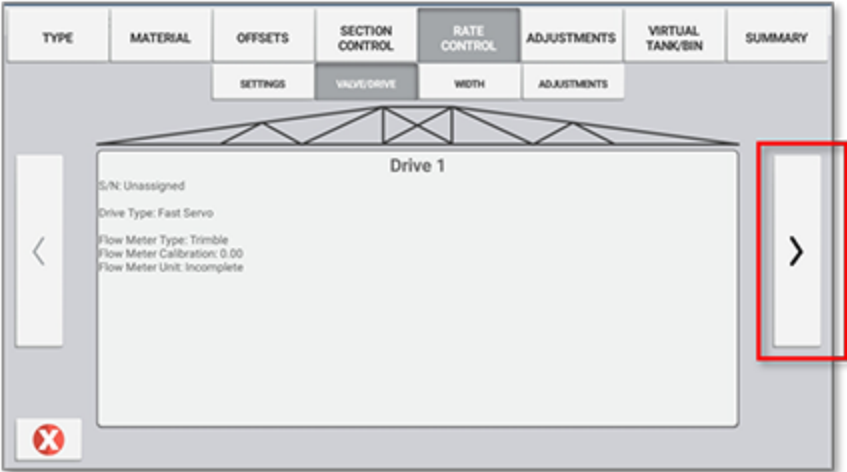 TYPE
MATERIAL
OFFSETS
SECTION
CONTROL
RATE
CONTROL
ADJUSTMENTS
VIRTUAL
TANK/BIN
SUMMARY
SETTINGS
VALVE/DRIVE
WIDTH
ADJUSTMENTS
Drive 1
S/N: Unassigned
Drive Type: Fast Servo
Flow Meter Type: Trimble
Flow Meter Calibration: 0.00
Flow Meter Unit: Incomplete